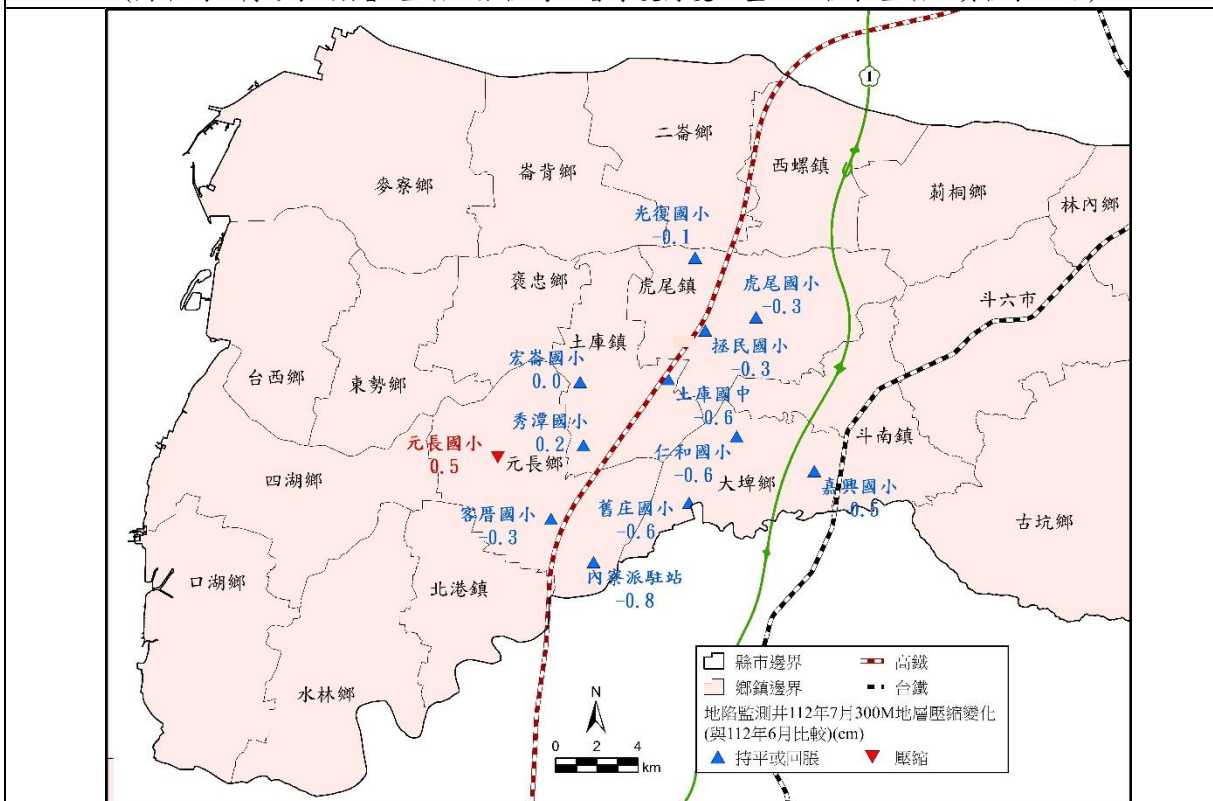 1
二崙鄉
西螺鎮
崙背鄉
麥寮鄉
莿桐鄉
林內鄉
光復國小
-0.1
褒忠鄉
虎尾鎮
虎尾國小
-0.3
斗六市
土庫鎮
拯民國小
-0.3
宏崙國小
0.0
台西鄉
東勢鄉
土庫國中
-0.6
秀潭國小
0.2
元長國小
0.5
元長鄉
仁和國小
-0.6
斗南鎮
四湖鄉
大埤鄉
嘉興國小
客厝國小
-0.3
舊庄國小
-0.6
古坑鄉
內寮派駐站
-0.8
口湖鄉
北港鎮
水林鄉
N
0 2 4
km
縣市邊界
高鐵
鄉鎮邊界
台鐵
地陷監測井112年7月300M地層壓縮變化
(與112年6月比較)(cm)
持平或回脹
壓縮